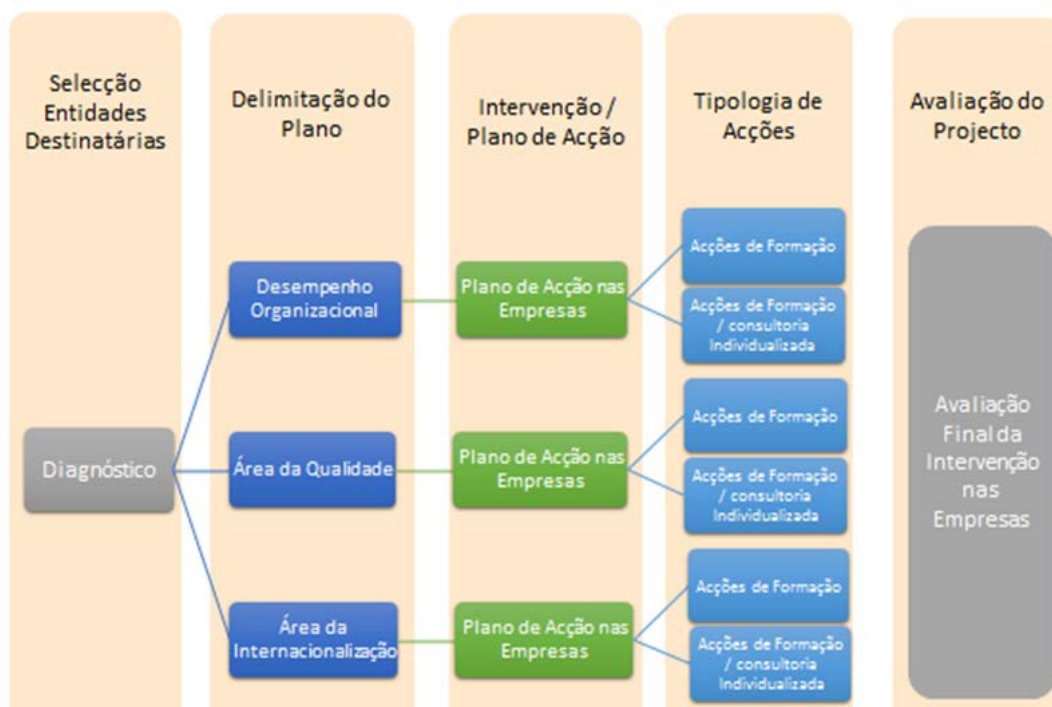 Selecção
Entidades
Destinatárias
Delimitação do
Plano
Intervenção /
Plano de Acção
Tipologia de
Acções
Avaliação do
Projecto
Diagnóstico
Desempenho
Organizacional
Plano de Acção nas
Empresas
Acções de Formação
Acções de Formação
/ consultoria
Individualizada
Área da Qualidade
Plano de Acção nas
Empresas
Acções de Formação
Acções de Formação
/ consultoria
Individualizada
Área da
Internacionalização
Plano de Acção nas
Empresas
Acções de Formação
Acções de Formação
/ consultoria
Individualizada
Avaliação
Final da
Intervenção
nas
Empresas